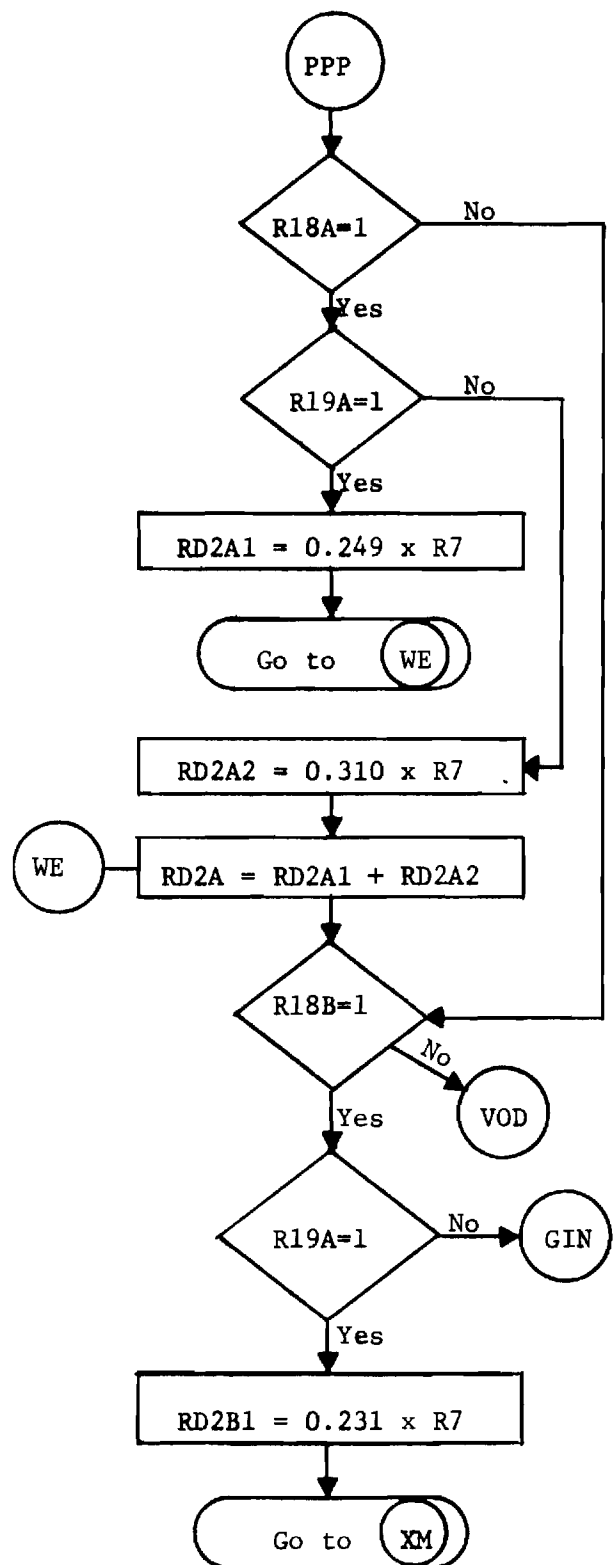 PPP
R18A=1
No
Yes
R19A=1
No
Yes
RD2A1 = 0.249 x R7
Go to WE
RD2A2 = 0.310 x R7
WE
RD2A = RD2A1 + RD2A2
R18B=1
No
VOD
Yes
R19A=1
No
GIN
Yes
RD2B1 = 0.231 x R7
Go to XM